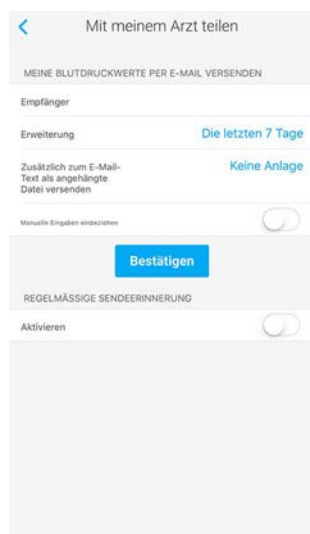 Mit meinem Arzt teilen
MEINE BLUTDRUCKWERTE PER E-MAIL VERSENDEN
Empfänger
Erweiterung Die letzten 7 Tage
Zusätzlich zum E-Mail- Keine Anlage
Text als angehängte
Datei versenden
Manuelle Eingaben einbeziehen
Bestätigen
REGELMÄSSIGE SENDEERINNERUNG
Aktivieren